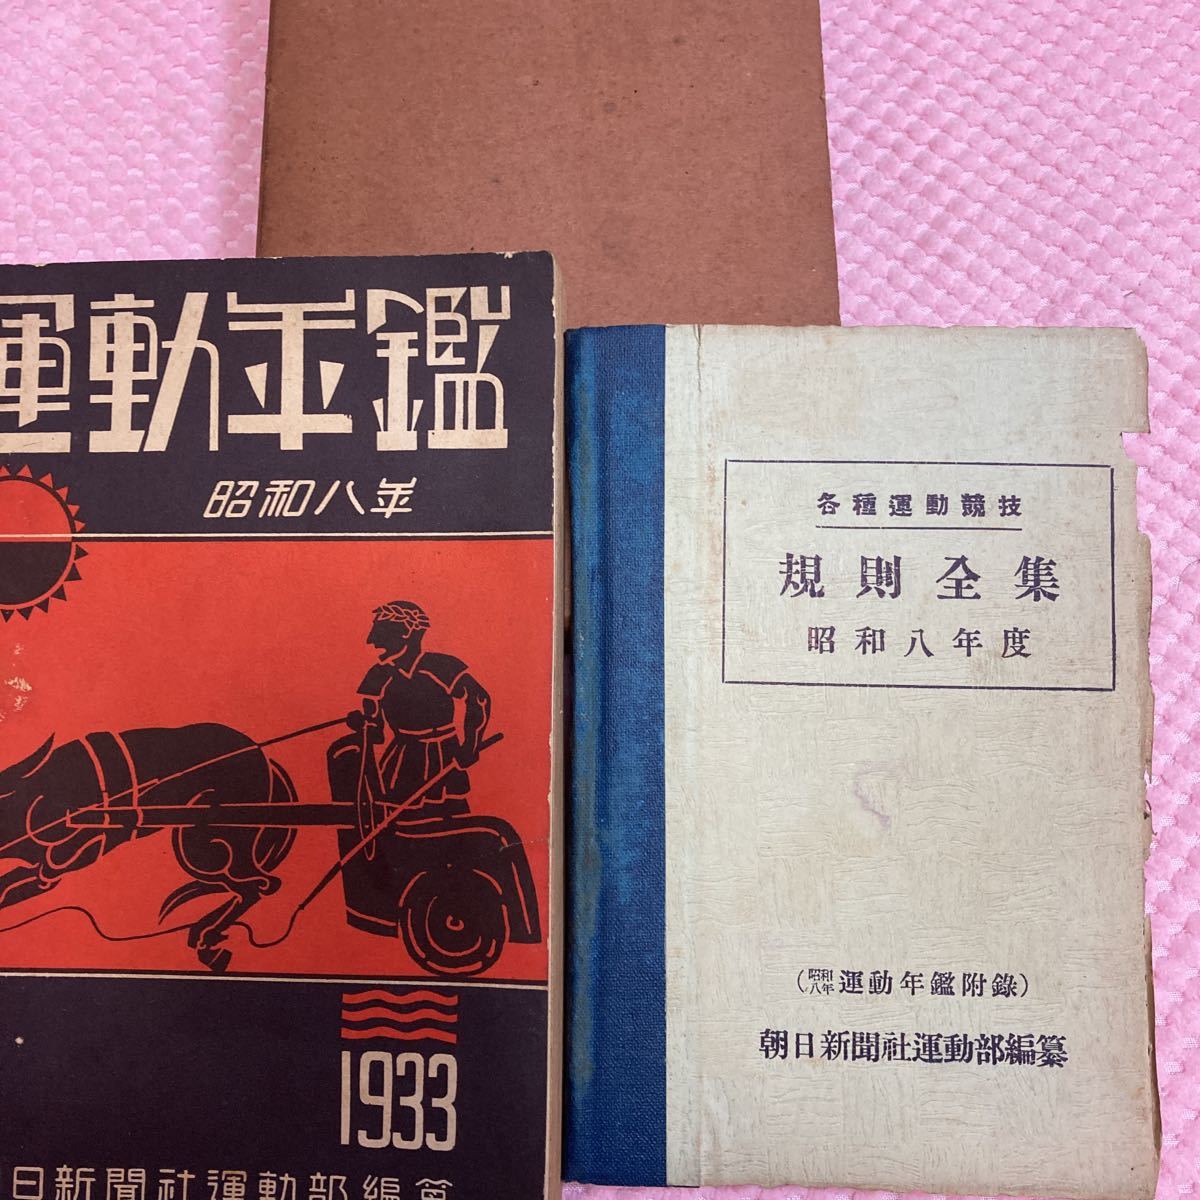 運動年鑑
昭和八年
1933
日新聞社運動部編
各種運動競技
規則全集
昭和八年度
(昭和八年運動年鑑附錄)
朝日新聞社運動部編纂